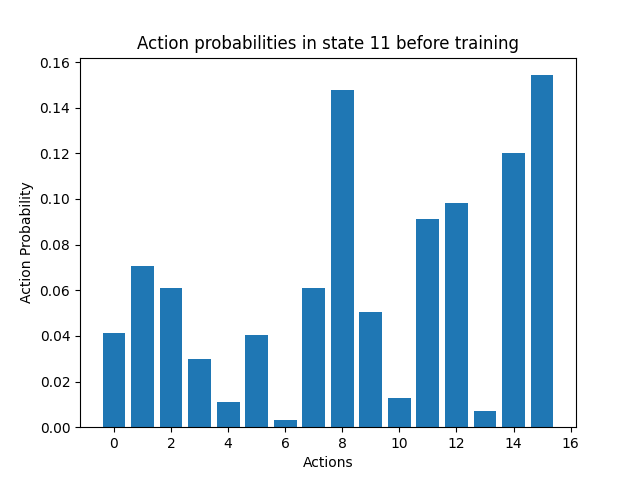 Action probabilities in state 11 before training
0.16
0.14
0.12
0.10
0.08
0.06
0.04
0.02
0.00
Action Probability
0 2 4 6 8 10 12 14 16
Actions